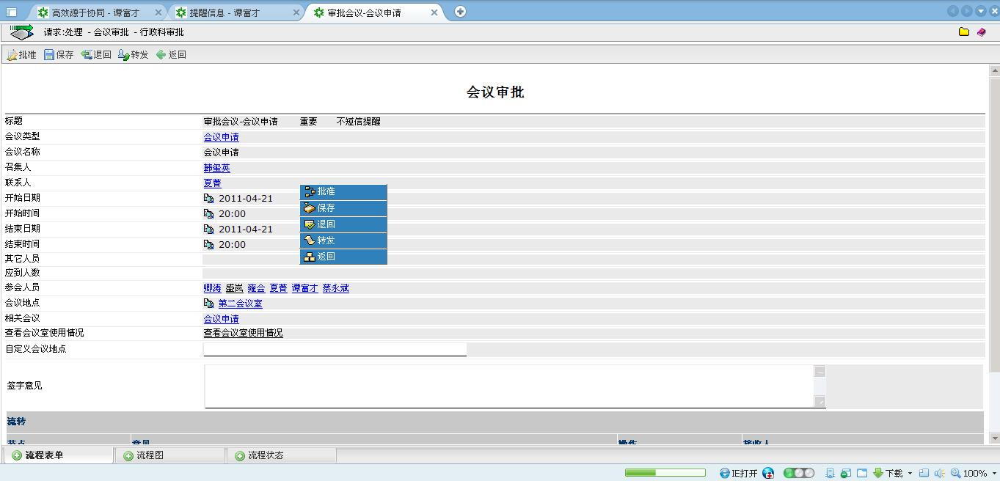 高效源于协同 - 谭富才
提醒信息 - 谭富才
审批会议-会议申请
请求:处理 - 会议审批 - 行政科审批
批准 保存 退回 转发 返回
会议审批
标题 审批会议-会议申请 重要 不短信提醒
会议类型 会议申请
会议名称 会议申请
召集人 韩玺英
联系人 夏菁
开始日期 2011-04-21
开始时间 20:00
结束日期 2011-04-21
结束时间 20:00
批准
保存
退回
转发
返回
其它人员
应到人数
参会人员 卿涛 盛岚 雍会 夏菁 谭富才 蔡永斌
会议地点 第二会议室
相关会议 会议申请
查看会议室使用情况 查看会议室使用情况
自定义会议地点
签字意见
流转
节点 意见 操作 接收人
流程表单 流程图 流程状态
IE打开 下载 100%